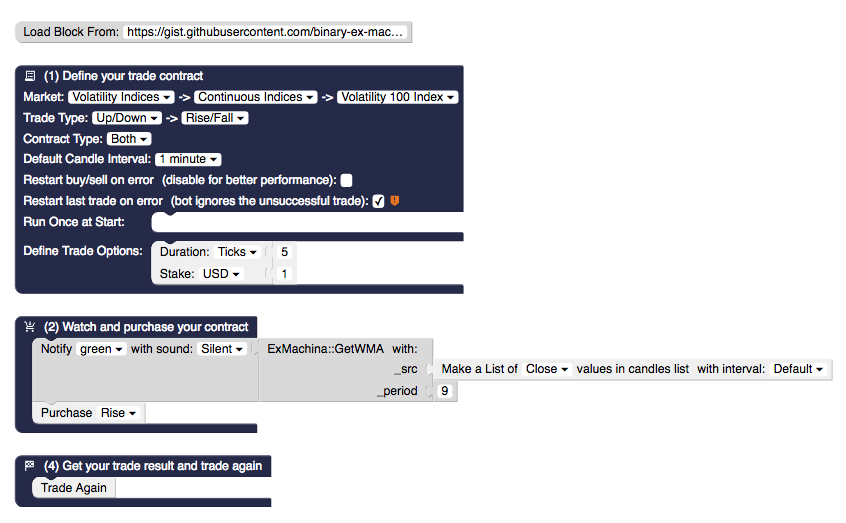 Load Block From: https://gist.githubusercontent.com/binary-ex-mac...
(1) Define your trade contract
Market: Volatility Indices -> Continuous Indices -> Volatility 100 Index
Trade Type: Up/Down -> Rise/Fall
Contract Type: Both
Default Candle Interval: 1 minute
Restart buy/sell on error (disable for better performance):
Restart last trade on error (bot ignores the unsuccessful trade):
Run Once at Start:
Define Trade Options: Duration: Ticks 5
Stake: USD 1
(2) Watch and purchase your contract
Notify green with sound: Silent ExMachina::GetWMA with:
_src Make a List of Close values in candles list with interval: Default
_period 9
Purchase Rise
(4) Get your trade result and trade again
Trade Again